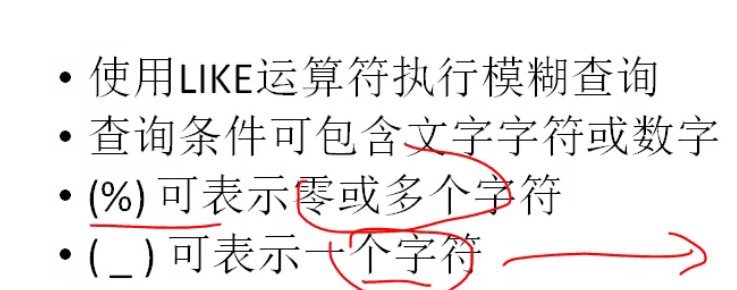 • 使用LIKE运算符执行模糊查询
• 查询条件可包含文字字符或数字
• (%) 可表示零或多个字符
• ( _ ) 可表示一个字符